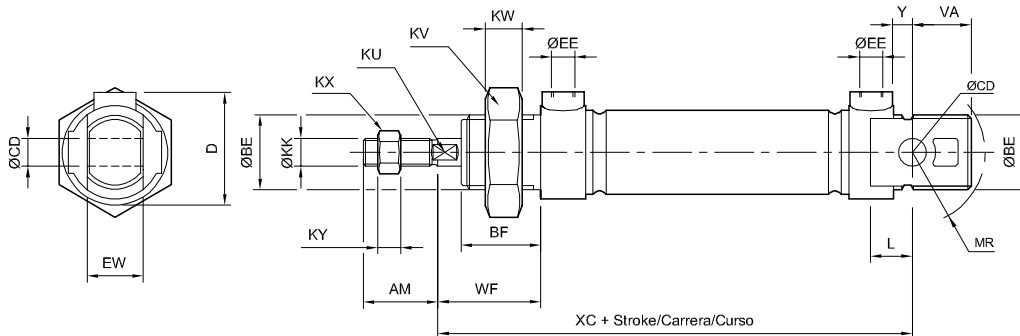 KW
Y
VA
KV
ØEE
ØEE
KU
ØCD
KX
ØCD
D
ØBE
ØKK
ØBE
KY
BF
L
MR
EW
AM
WF
XC + Stroke/Carrera/Curso